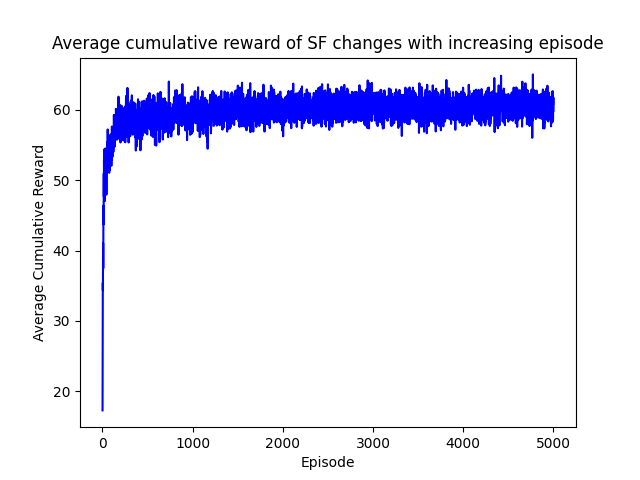 Average cumulative reward of SF changes with increasing episode
60
50
40
30
20
Average Cumulative Reward
0 1000 2000 3000 4000 5000
Episode